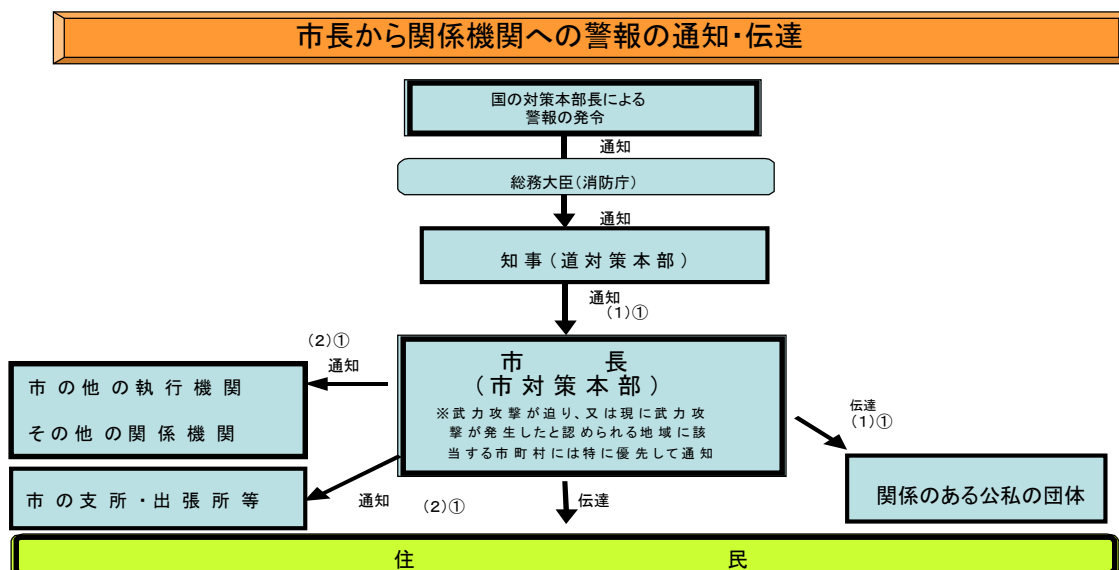 市長から関係機関への警報の通知・伝達
国の対策本部長による
警報の発令
通知
総務大臣(消防庁)
通知
知事(道対策本部)
通知
(1)①
市長
(市対策本部)
※武力攻撃が迫り、又は現に武力攻
撃が発生したと認められる地域に該
当する市町村には特に優先して通知
(2)①
通知
市の他の執行機関
その他の関係機関
伝達
(1)①
市の支所・出張所等
通知
(2)①
伝達
関係のある公私の団体
住民